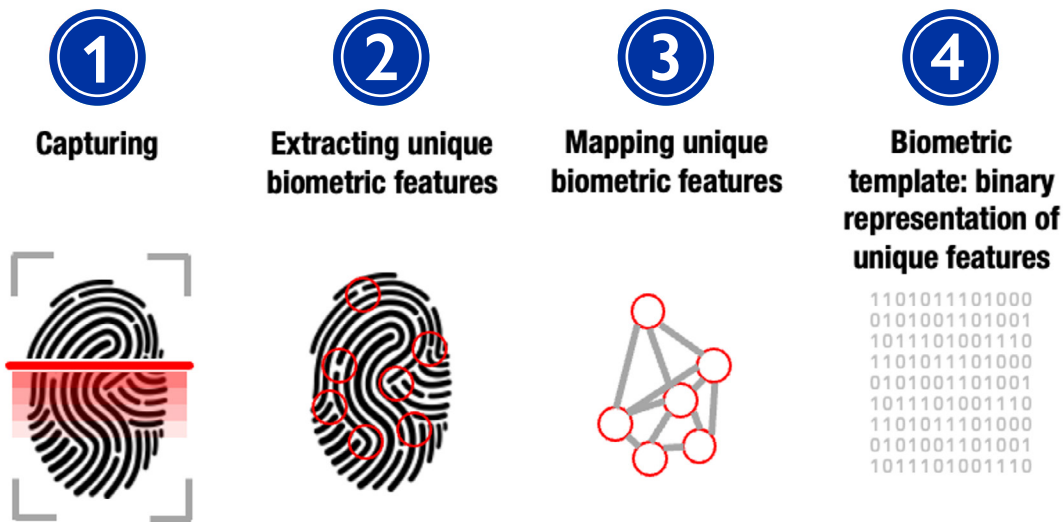 1
Capturing
2
Extracting unique
biometric features
3
Mapping unique
biometric features
4
Biometric
template: binary
representation of
unique features
1101011101000
0101001101001
1011101001110
1101011101000
0101001101001
1011101001110
1101011101000
0101001101001
1011101001110